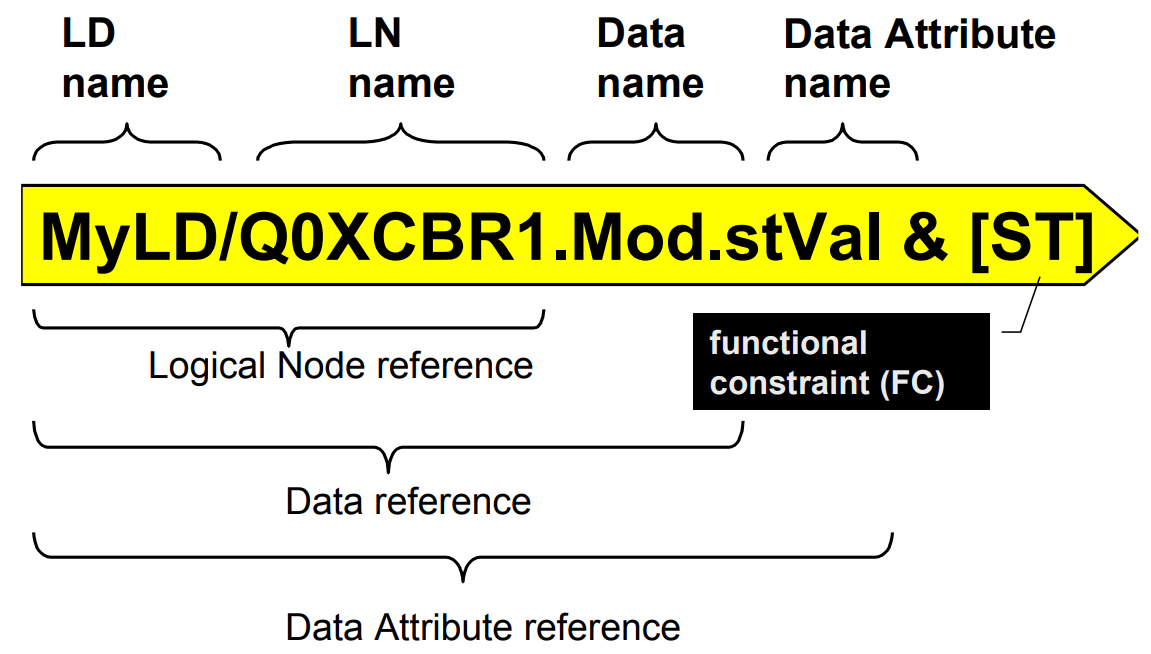 LD
name
LN
name
Data
name
Data Attribute
name
MyLD/Q0XCBR1.Mod.stVal & [ST]
functional
constraint (FC)
Logical Node reference
Data reference
Data Attribute reference